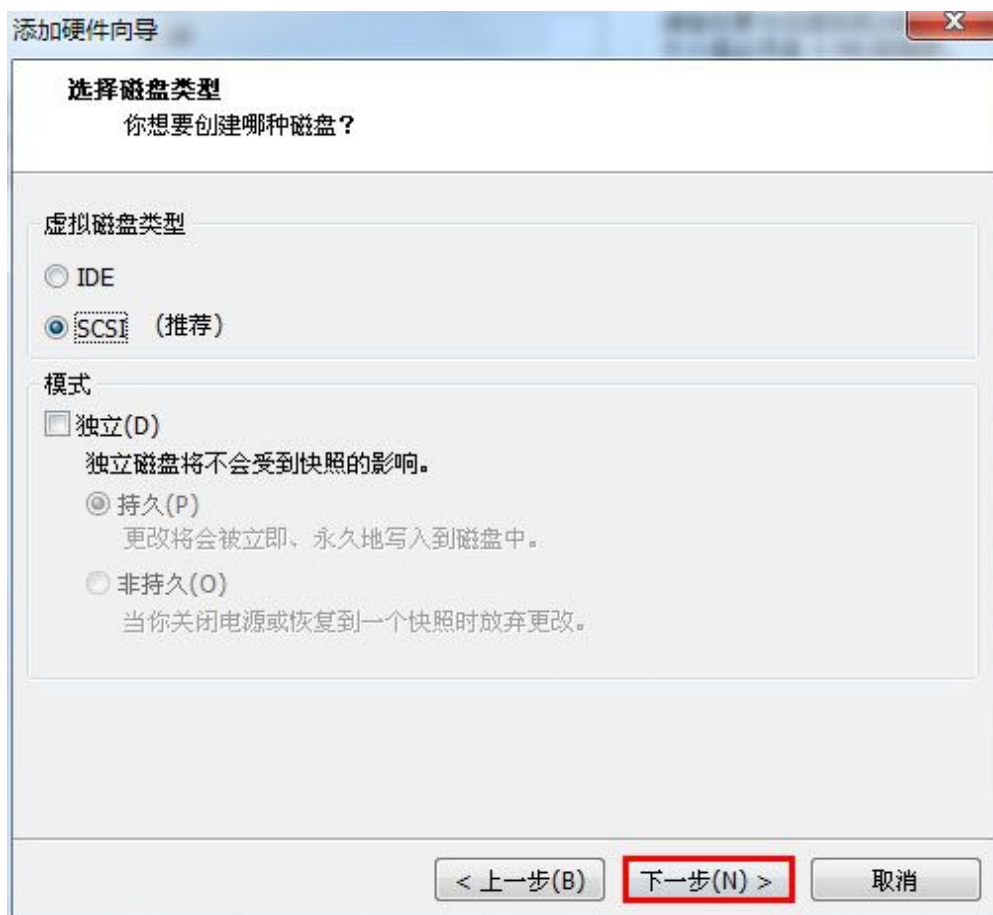 添加硬件向导
选择磁盘类型
你想要创建哪种磁盘？
虚拟磁盘类型
IDE
SCSI （推荐）
模式
独立(D)
独立磁盘将不会受到快照的影响。
持久(P)
更改将会被立即、永久地写入到磁盘中。
非持久(O)
当你关闭电源或恢复到一个快照时放弃更改。
< 上一步(B) 下一步(N) > 取消